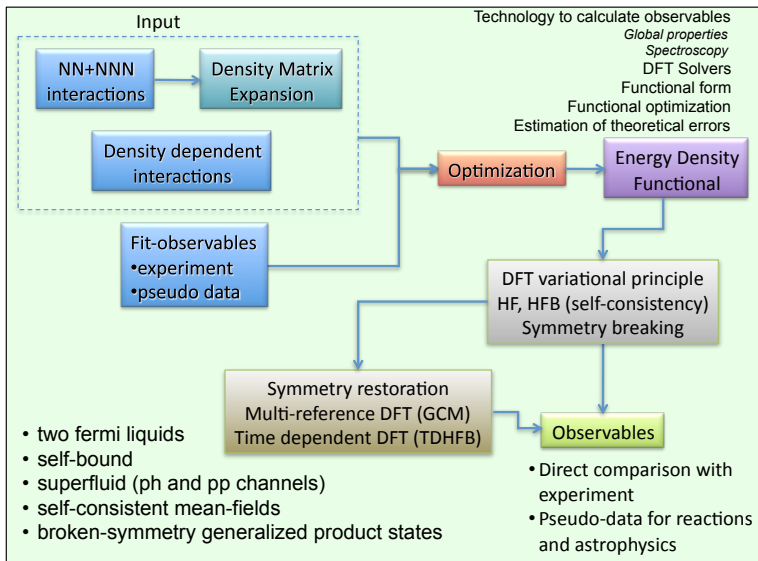 Input
NN+NNN
interactions
Density Matrix
Expansion
Density dependent
interactions
Fit-observables
•experiment
•pseudo data
Technology to calculate observables
Global properties
Spectroscopy
DFT Solvers
Functional form
Functional optimization
Estimation of theoretical errors
Optimization
Energy Density
Functional
DFT variational principle
HF, HFB (self-consistency)
Symmetry breaking
Symmetry restoration
Multi-reference DFT (GCM)
Time dependent DFT (TDHFB)
Observables
• two fermi liquids
• self-bound
• superfluid (ph and pp channels)
• self-consistent mean-fields
• broken-symmetry generalized product states
• Direct comparison with
experiment
• Pseudo-data for reactions
and astrophysics